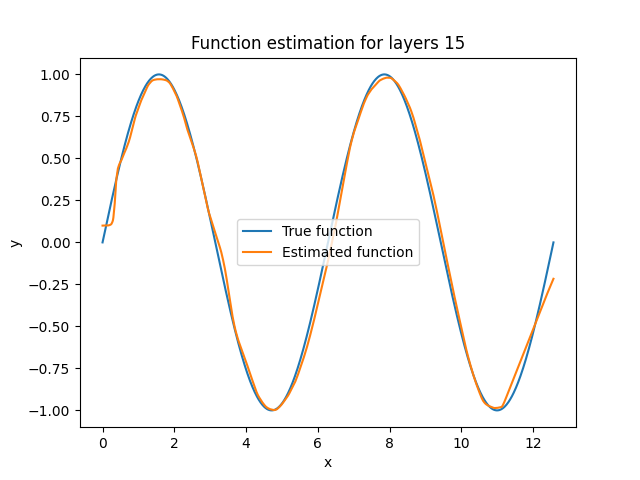 Function estimation for layers 15
1.00
0.75
0.50
0.25
0.00
−0.25
−0.50
−0.75
−1.00
y
True function
Estimated function
0 2 4 6 8 10 12
x